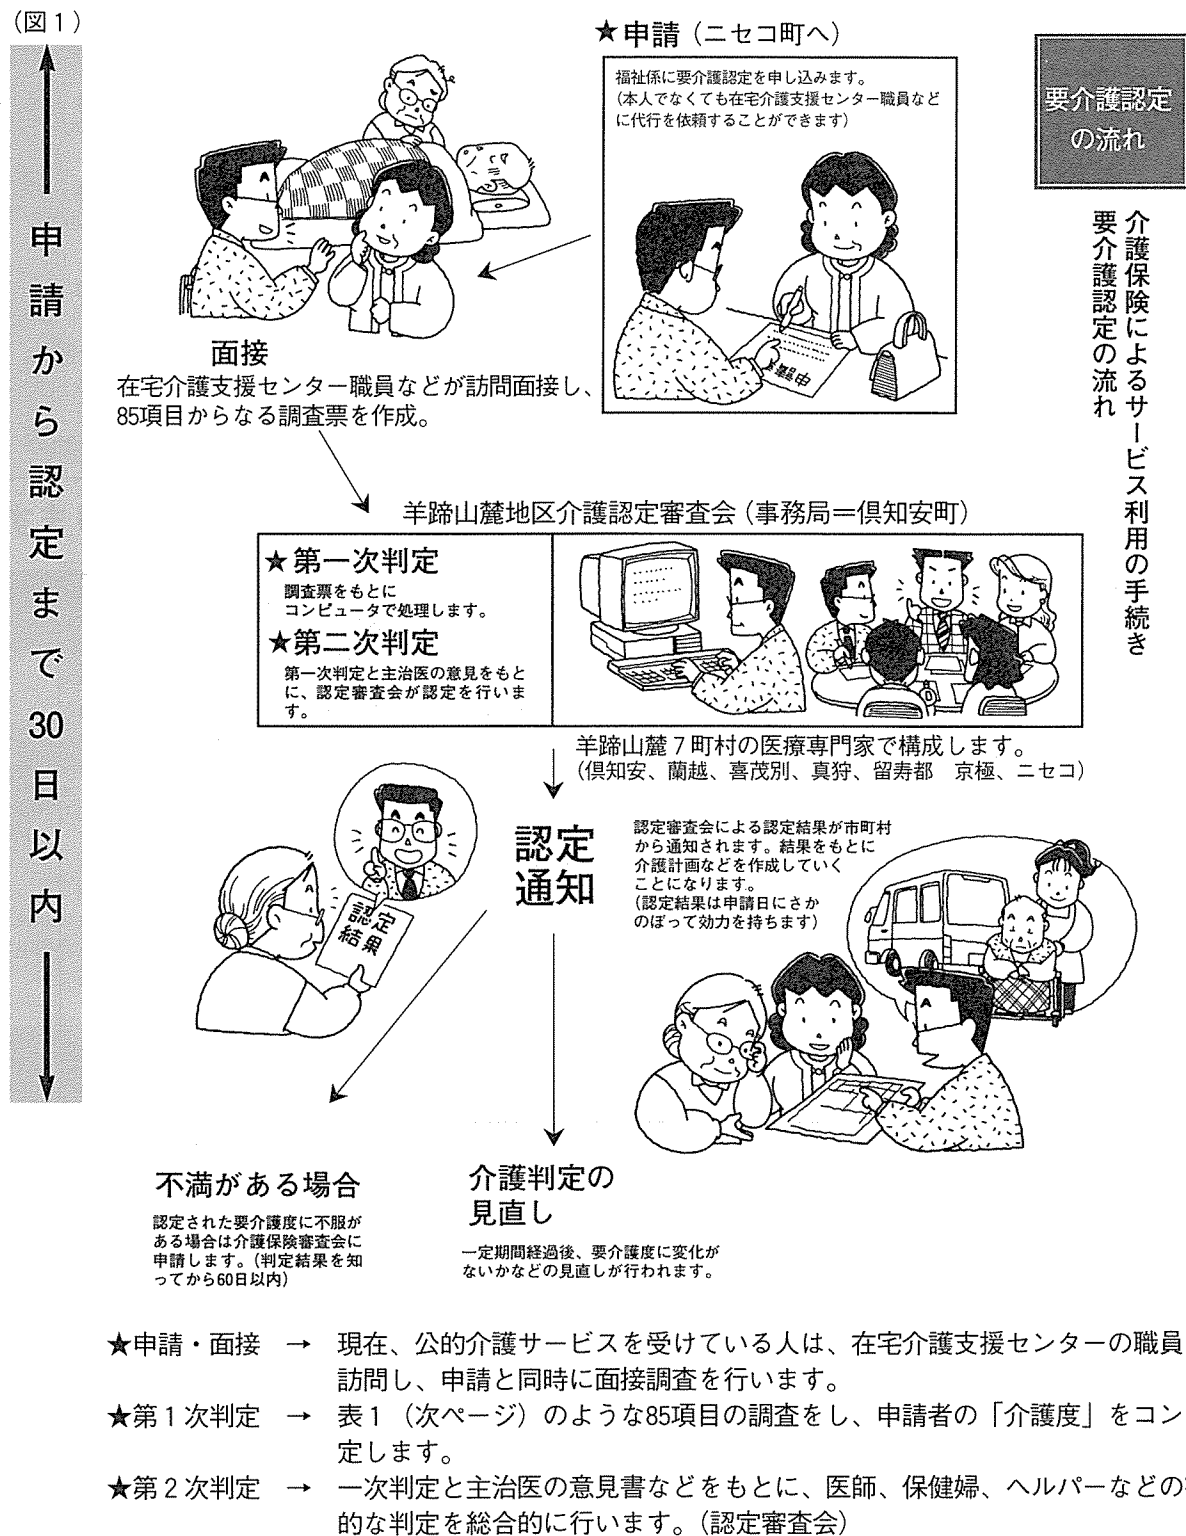 (図1)
★申請(ニセコ町へ)
福祉係に要介護認定を申し込みます。
(本人でなくても在宅介護支援センター職員など
に代行を依頼することができます)
要介護認定
の流れ
介護保険によるサービス利用の手続き
要介護認定の流れ
申請から認定まで30日以内
面接
在宅介護支援センター職員などが訪問面接し、
85項目からなる調査票を作成。
羊蹄山麓地区介護認定審査会(事務局=倶知安町)
★第一次判定
調査票をもとに
コンピュータで処理します。
★第二次判定
第一次判定と主治医の意見をもと
に、認定審査会が認定を行いま
す。
羊蹄山麓7町村の医療専門家で構成します。
(倶知安、蘭越、喜茂別、真狩、留寿都 京極、ニセコ)
認定
結果
認定
通知
認定審査会による認定結果が市町村
から通知されます。結果をもとに
介護計画などを作成していく
ことになります。
(認定結果は申請日にさか
のぼって効力を持ちます)
不満がある場合
認定された要介護度に不服が
ある場合は介護保険審査会に
申請します。(判定結果を知
ってから60日以内)
介護判定の
見直し
一定期間経過後、要介護度に変化が
ないかなどの見直しが行われます。
★申請・面接 → 現在、公的介護サービスを受けている人は、在宅介護支援センターの職員
訪問し、申請と同時に面接調査を行います。
★第1次判定 → 表1(次ページ)のような85項目の調査をし、申請者の「介護度」をコン
定します。
★第2次判定 → 一次判定と主治医の意見書などをもとに、医師、保健婦、ヘルパーなどの
的な判定を総合的に行います。(認定審査会)